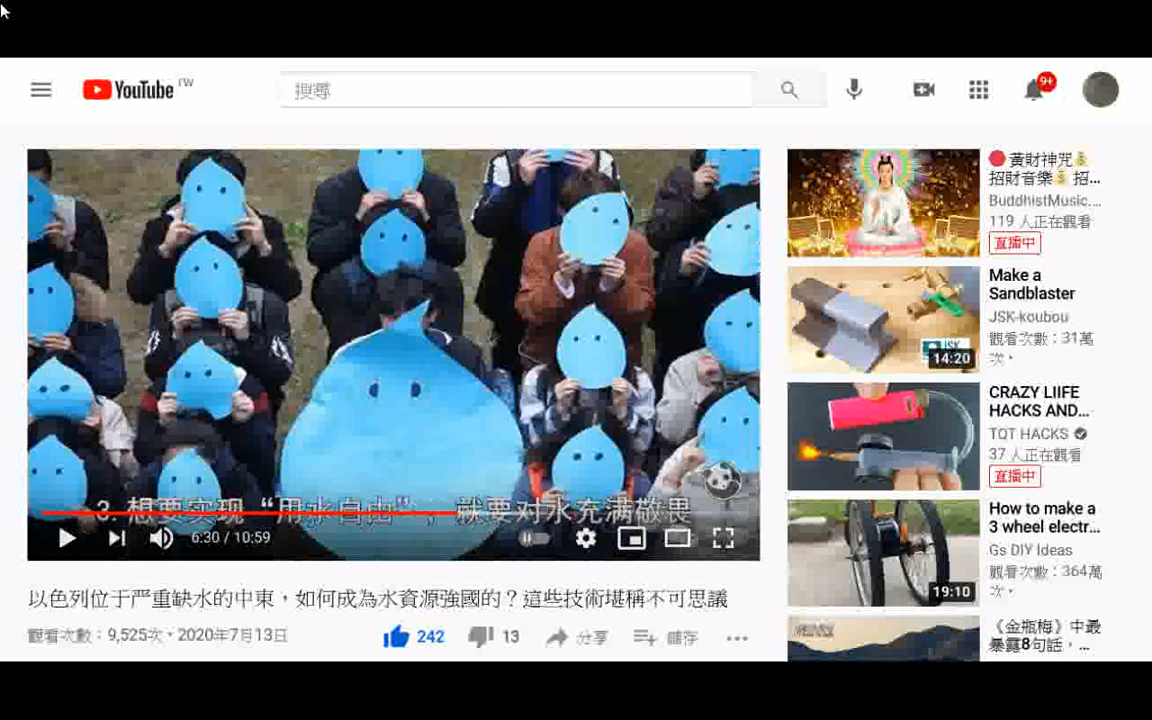 YouTube TW
搜尋
9+
3. 想要实现“用水自由”，就要对水充满敬畏
6:30 / 10:59
以色列位于严重缺水的中東，如何成為水資源強國的？這些技術堪稱不可思議
觀看次數：9,525次 • 2020年7月13日
242
13
分享
儲存
黃財神咒
招財音樂 招...
BuddhistMusic....
119 人正在觀看
直播中
Make a
Sandblaster
JSK-koubou
觀看次數：31萬
次 •
JSK
14:20
CRAZY LIIFE
HACKS AND...
TQT HACKS
37 人正在觀看
直播中
How to make a
3 wheel electr...
Gs DIY Ideas
觀看次數：364萬
次 •
19:10
《金瓶梅》中最
暴露8句話，...